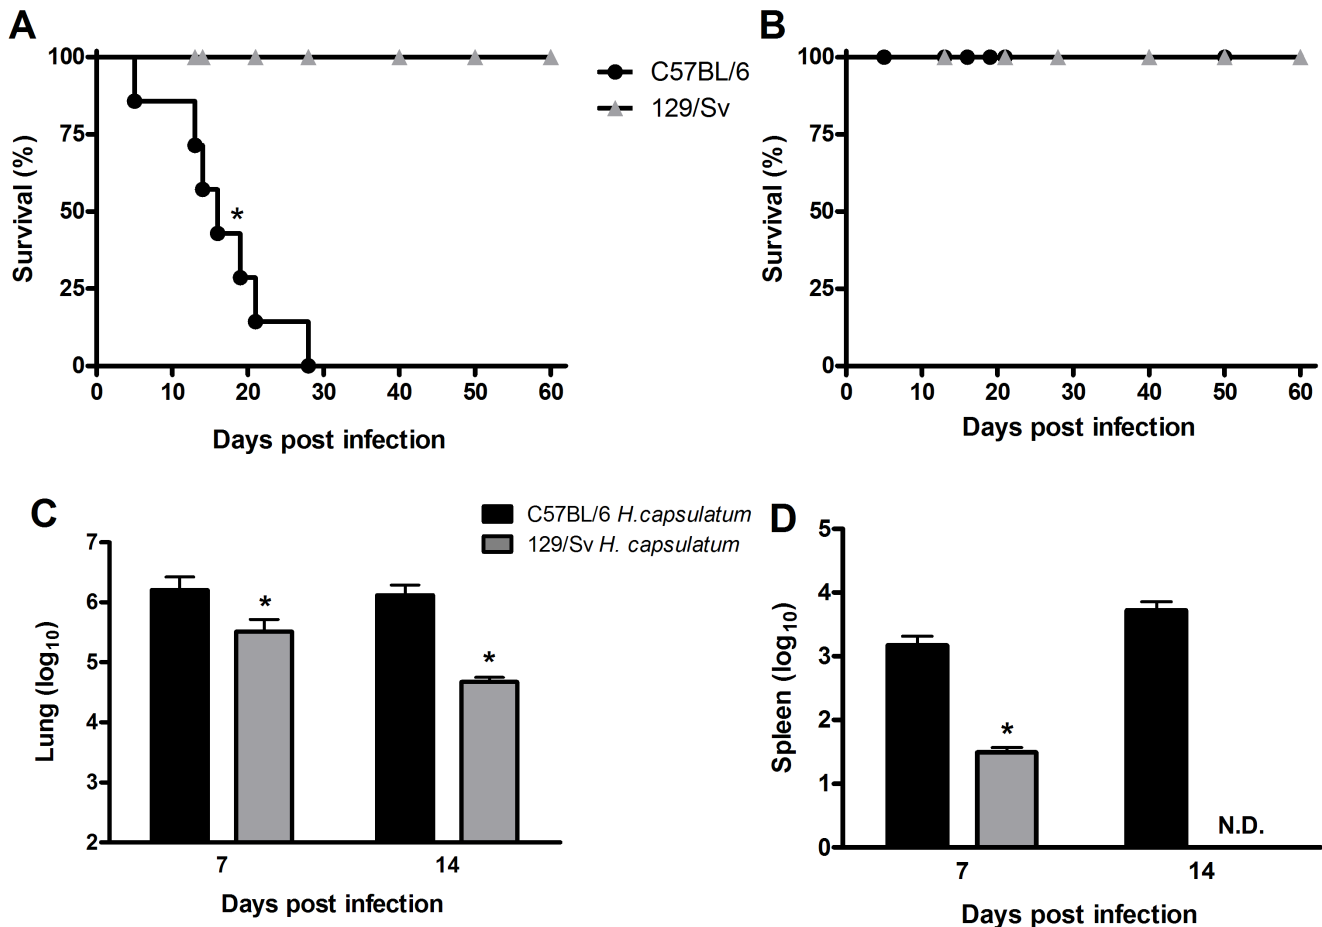 A
Survival (%)
100
75
50
25
0
*
0 10 20 30 40 50 60
Days post infection
C57BL/6
129/Sv
B
Survival (%)
100
75
50
25
0
0 10 20 30 40 50 60
Days post infection
C
C57BL/6 H.capsulatum
129/Sv H. capsulatum
Lung (log10)
7
6
5
4
3
2
*
*
7 14
Days post infection
D
Spleen (log10)
5
4
3
2
1
0
*
N.D.
7 14
Days post infection